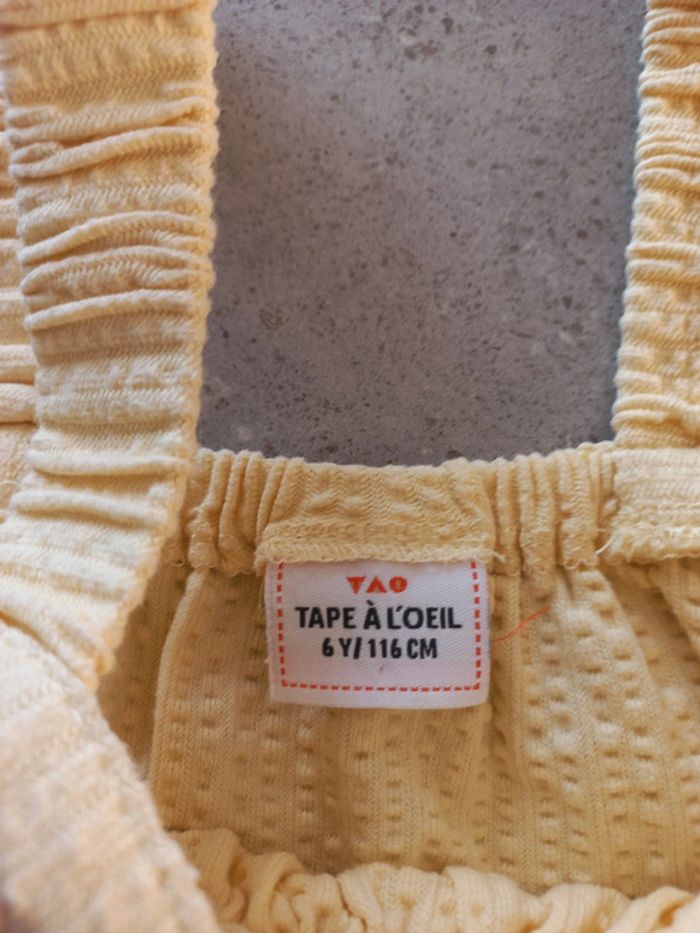 TAO
TAPE À L'OEIL
6 Y/ 116 CM